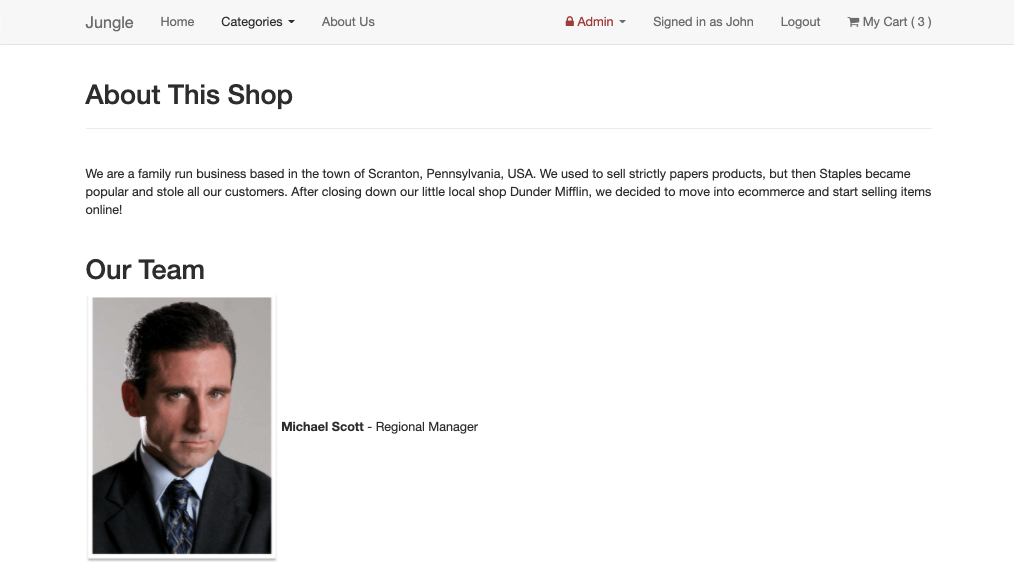 Jungle Home Categories About Us Admin Signed in as John Logout My Cart ( 3 )
About This Shop
We are a family run business based in the town of Scranton, Pennsylvania, USA. We used to sell strictly papers products, but then Staples became
popular and stole all our customers. After closing down our little local shop Dunder Mifflin, we decided to move into ecommerce and start selling items
online!
Our Team
Michael Scott - Regional Manager